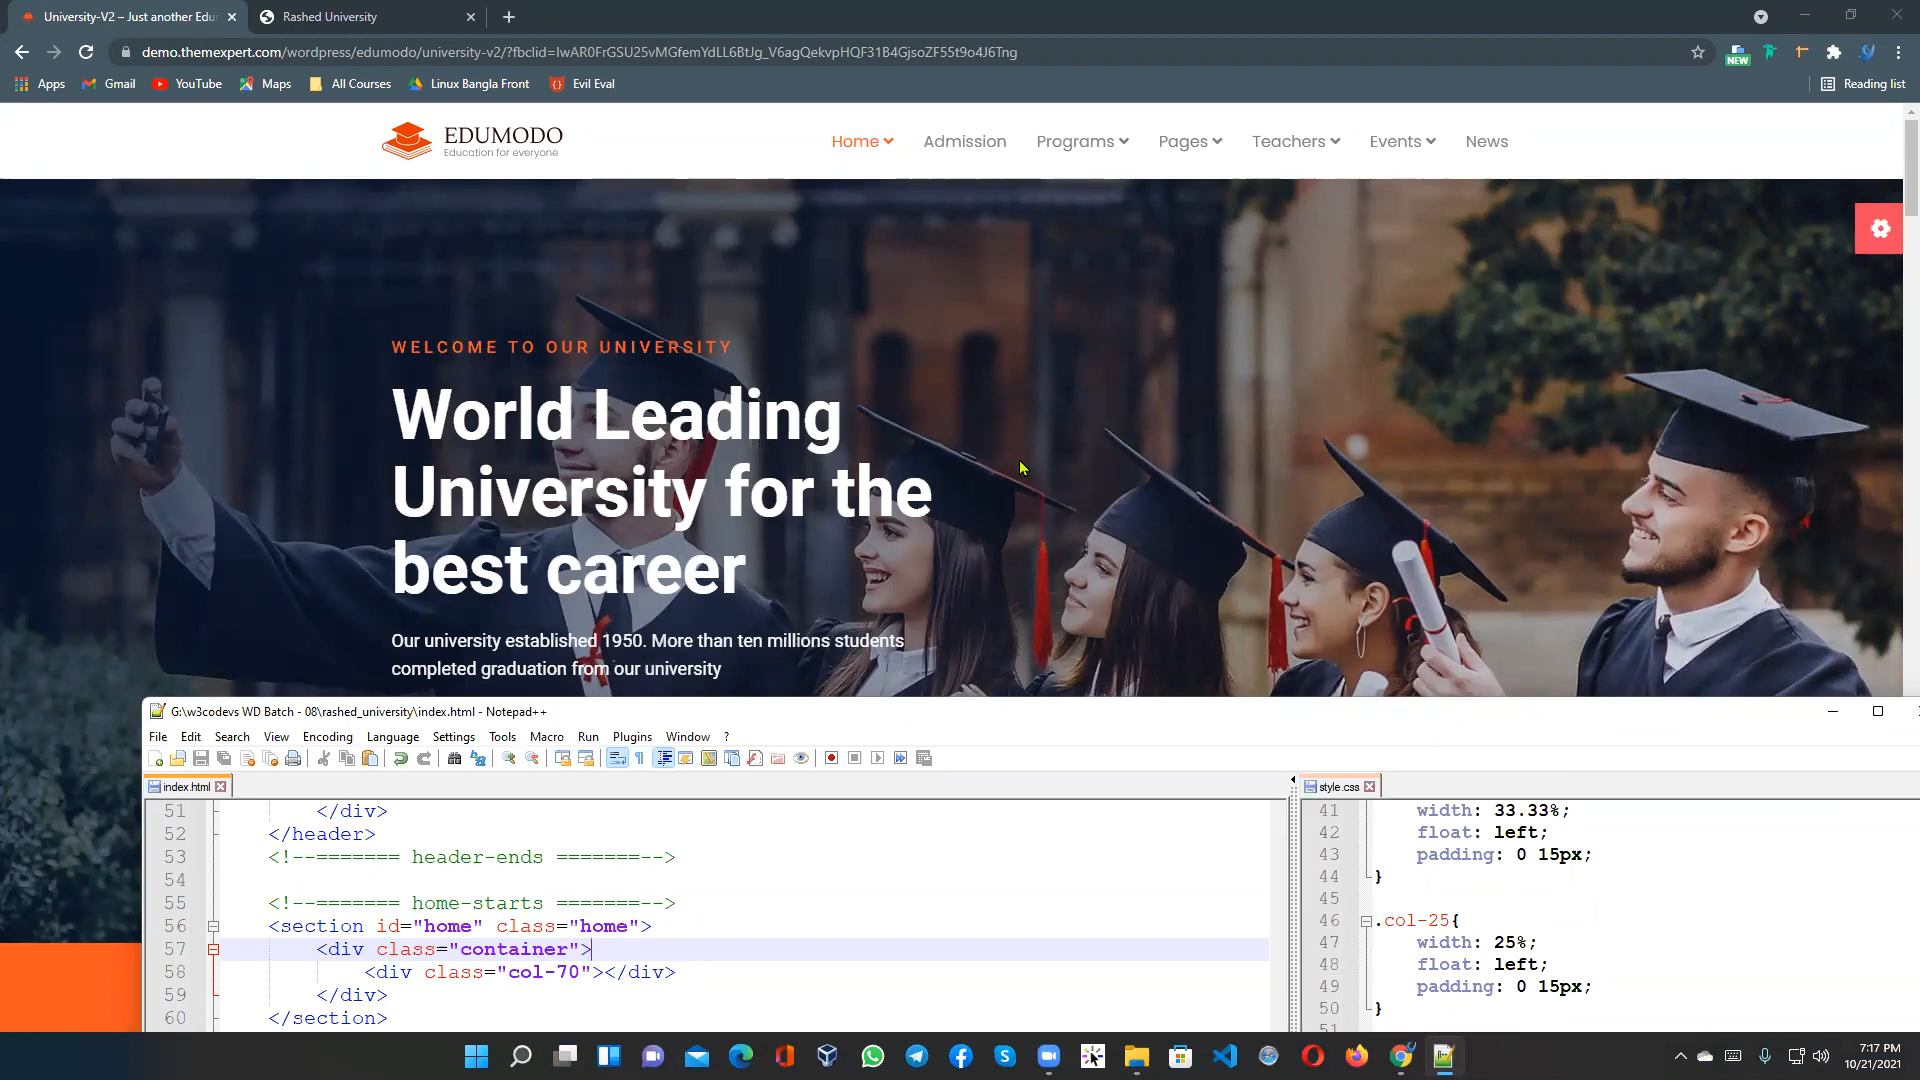 University-V2 – Just another Edu
Rashed University
demo.themexpert.com/wordpress/edumodo/university-v2/?fbclid=IwAR0FrGSU25vMGfemYdLL6BtJg_V6agQekvpHQF31B4GjsoZF55t9o4J6Tng
NEW
Apps
Gmail
YouTube
Maps
All Courses
Linux Bangla Front
Evil Eval
Reading list
EDUMODO
Education for everyone
Home
Admission
Programs
Pages
Teachers
Events
News
WELCOME TO OUR UNIVERSITY
World Leading
University for the
best career
Our university established 1950. More than ten millions students
completed graduation from our university
G:\w3codevs WD Batch - 08\rashed_university\index.html - Notepad++
File Edit Search View Encoding Language Settings Tools Macro Run Plugins Window ?
index.html
51 </div>
52 </header>
53 <!--======= header-ends =======-->
54
55 <!--======= home-starts =======-->
56 <section id="home" class="home">
57 <div class="container">
58 <div class="col-70"></div>
59 </div>
60 </section>
style.css
41 width: 33.33%;
42 float: left;
43 padding: 0 15px;
44 }
45
46 .col-25{
47 width: 25%;
48 float: left;
49 padding: 0 15px;
50 }
51
7:17 PM
10/21/2021